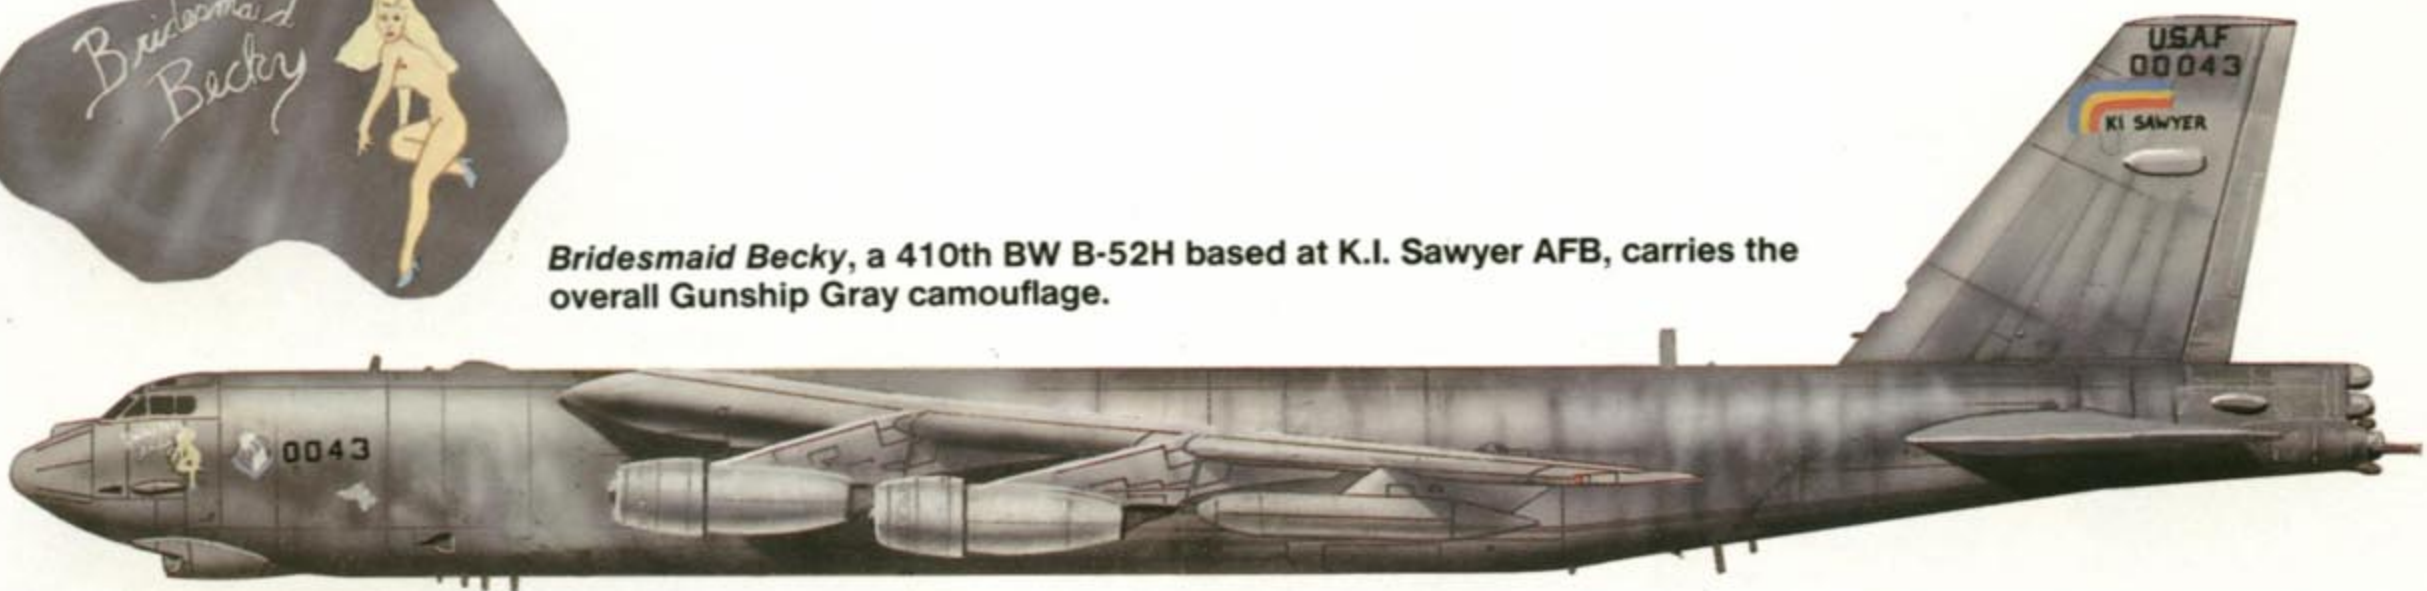 Bridesmaid
Becky
Bridesmaid Becky, a 410th BW B-52H based at K.I. Sawyer AFB, carries the
overall Gunship Gray camouflage.
USAF
00043
KI SAWYER
0043